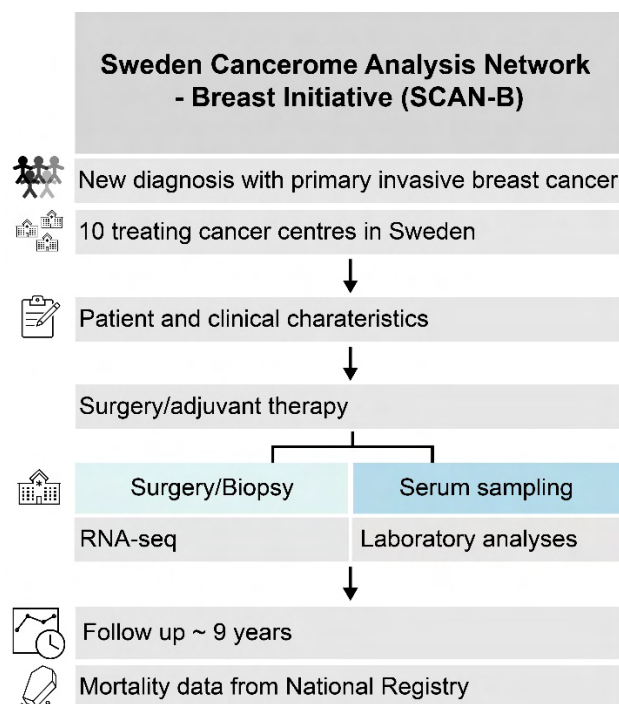 Sweden Cancerome Analysis Network
- Breast Initiative (SCAN-B)
New diagnosis with primary invasive breast cancer
10 treating cancer centres in Sweden
Patient and clinical charateristics
Surgery/adjuvant therapy
Surgery/Biopsy
Serum sampling
RNA-seq
Laboratory analyses
Follow up ~ 9 years
Mortality data from National Registry